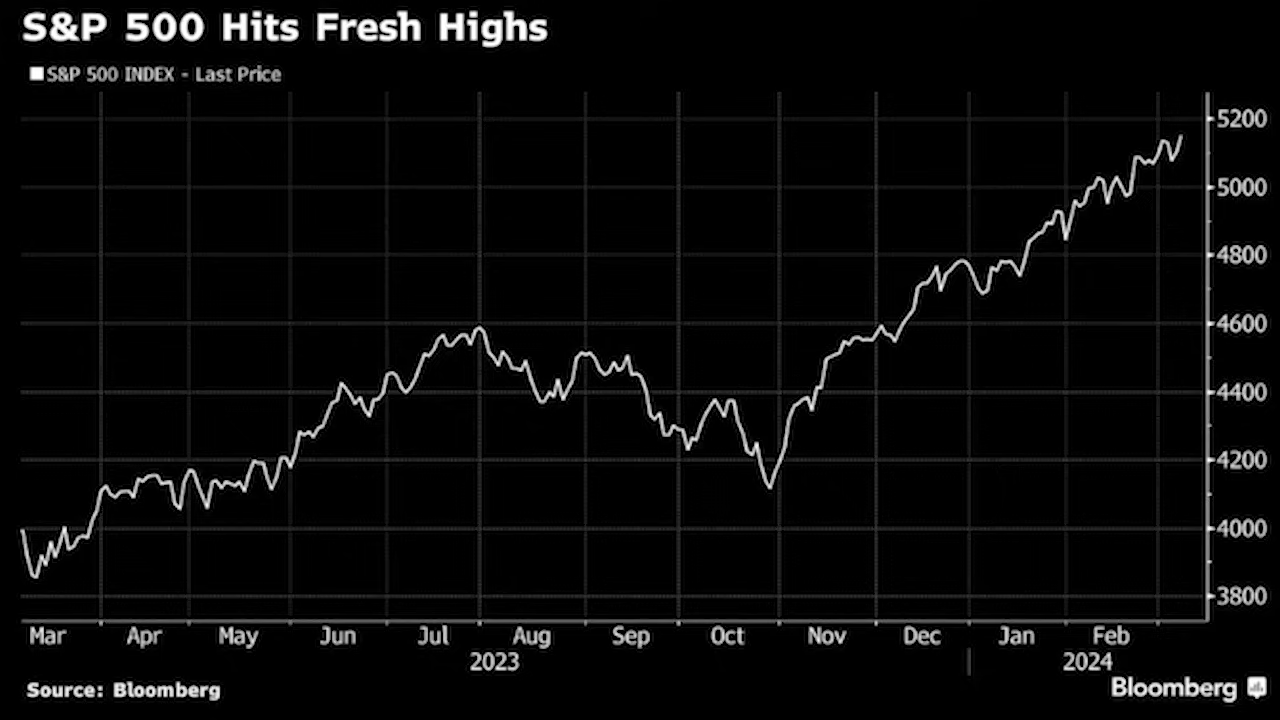 S&P 500 Hits Fresh Highs
S&P 500 INDEX - Last Price
5200
5000
4800
4600
4400
4200
4000
3800
Mar Apr May Jun Jul Aug Sep Oct Nov Dec Jan Feb
2023 2024
Source: Bloomberg
Bloomberg